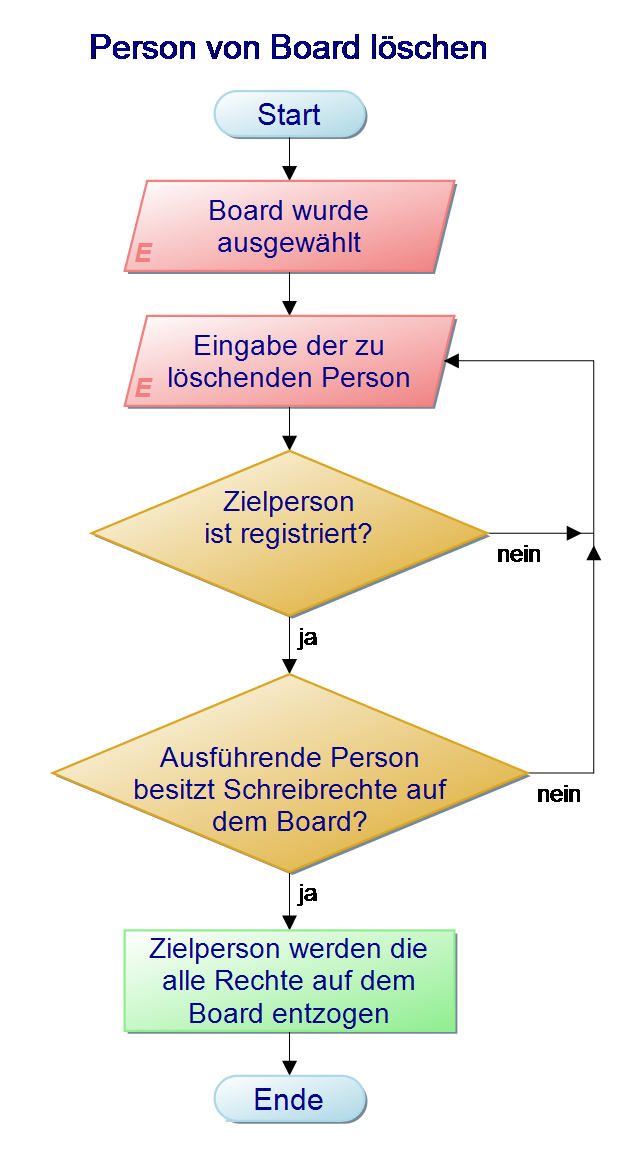 Person von Board löschen
Start
Board wurde
ausgewählt
E
Eingabe der zu
löschenden Person
E
Zielperson
ist registriert?
nein
ja
Ausführende Person
besitzt Schreibrechte auf
dem Board?
nein
ja
Zielperson werden die
alle Rechte auf dem
Board entzogen
Ende